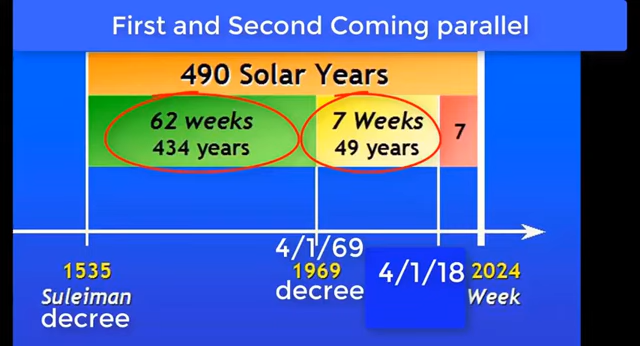 First and Second Coming parallel
490 Solar Years
62 weeks
434 years
7 Weeks
49 years
7
4/1/69
1535
1969
4/1/18
2024
Suleiman
decree
decree
Week